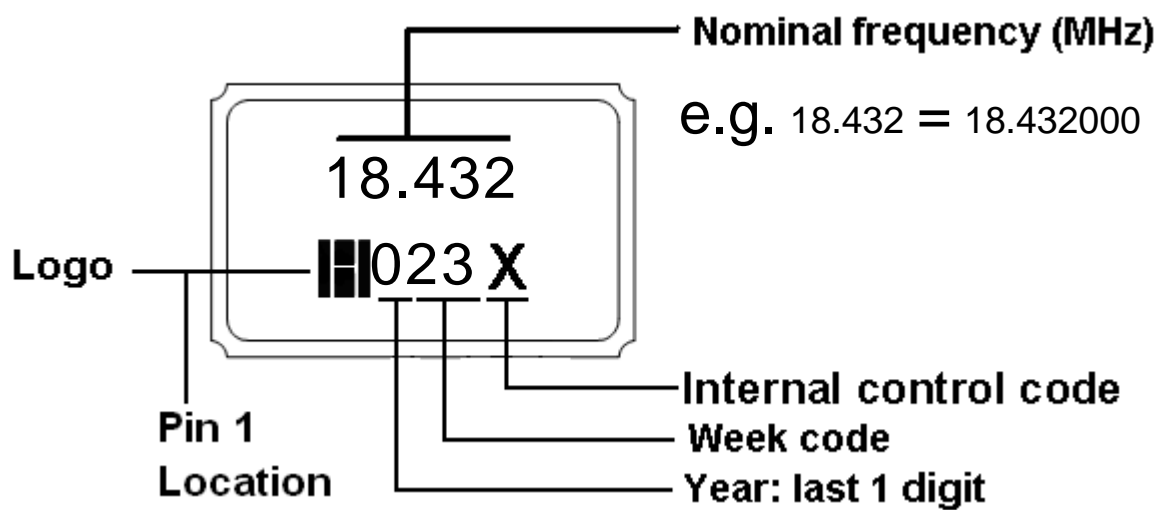 Nominal frequency (MHz)
e.g. 18.432 = 18.432000
18.432
Logo
023 X
Internal control code
Pin 1
Location
Week code
Year: last 1 digit